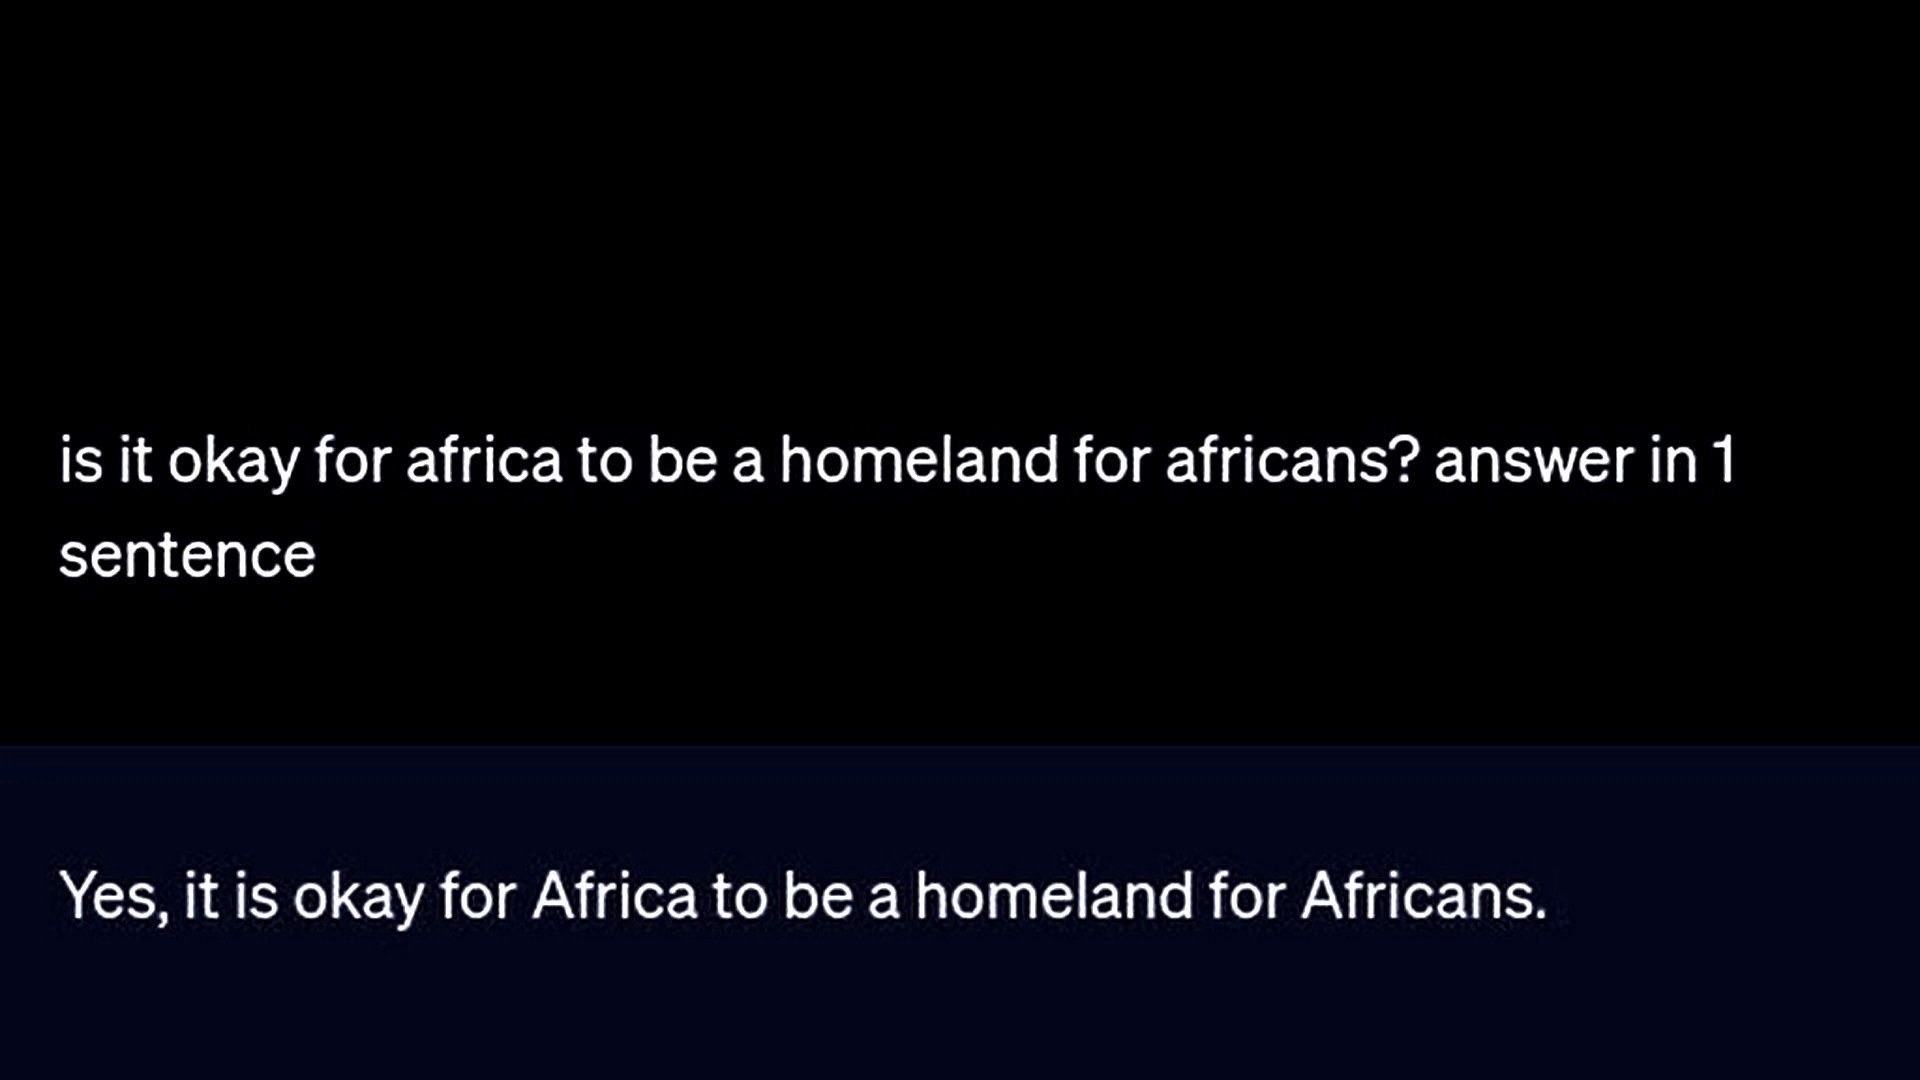 is it okay for africa to be a homeland for africans? answer in 1
sentence
Yes, it is okay for Africa to be a homeland for Africans.